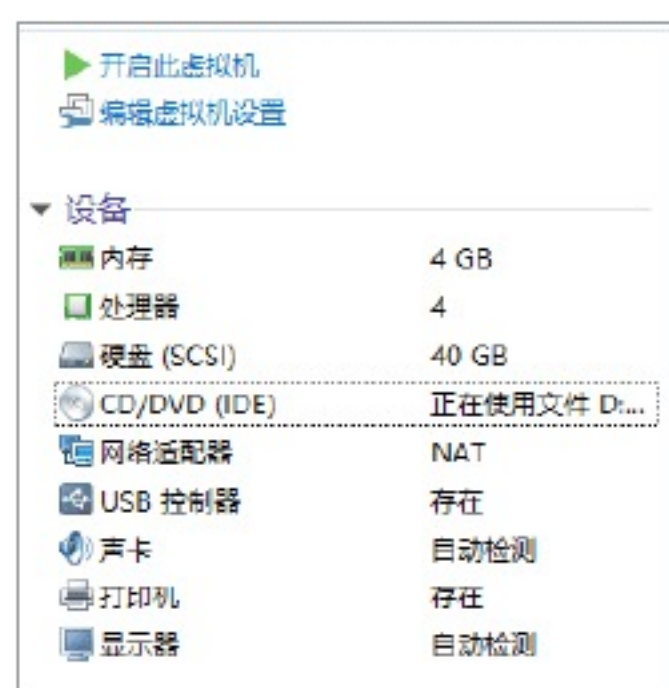 开启此虚拟机
编辑虚拟机设置
设备
内存 4 GB
处理器 4
硬盘 (SCSI) 40 GB
CD/DVD (IDE) 正在使用文件 D:...
网络适配器 NAT
USB 控制器 存在
声卡 自动检测
打印机 存在
显示器 自动检测